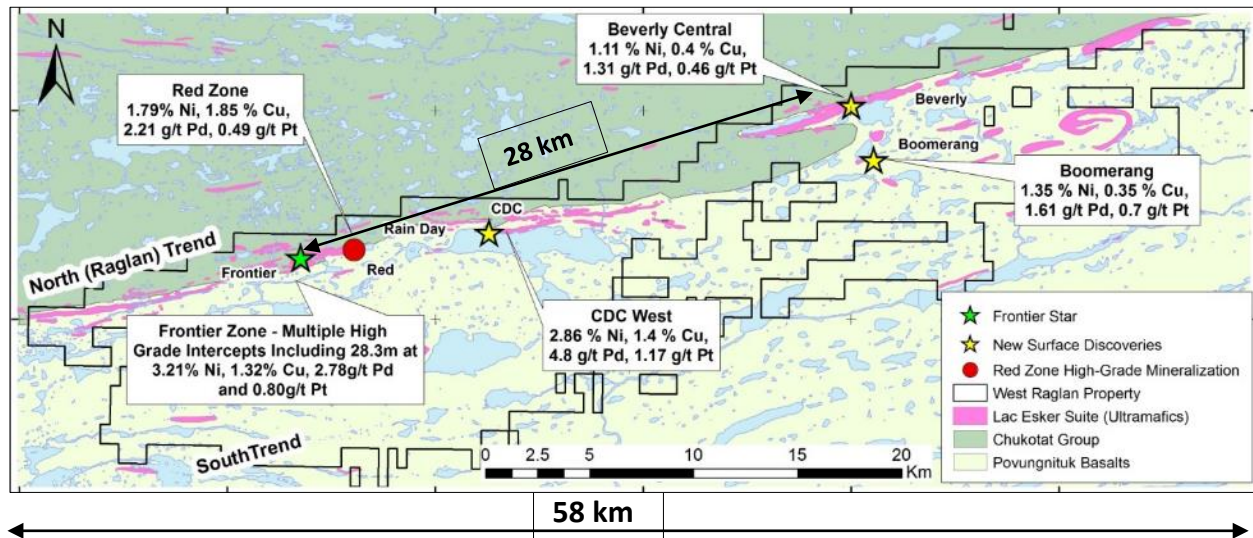 N
Beverly Central
1.11 % Ni, 0.4 % Cu,
1.31 g/t Pd, 0.46 g/t Pt
Red Zone
1.79% Ni, 1.85 % Cu,
2.21 g/t Pd, 0.49 g/t Pt
Beverly
28 km
Boomerang
Boomerang
1.35 % Ni, 0.35 % Cu,
1.61 g/t Pd, 0.7 g/t Pt
CDC
Rain Day
North (Raglan) Trend
Frontier
Red
CDC West
2.86 % Ni, 1.4 % Cu,
4.8 g/t Pd, 1.17 g/t Pt
Frontier Zone - Multiple High
Grade Intercepts Including 28.3m at
3.21% Ni, 1.32% Cu, 2.78g/t Pd
and 0.80g/t Pt
Frontier Star
New Surface Discoveries
Red Zone High-Grade Mineralization
West Raglan Property
Lac Esker Suite (Ultramafics)
Chukotat Group
Povungnituk Basalts
SouthTrend
0 2.5 5 10 15 20
Km
58 km